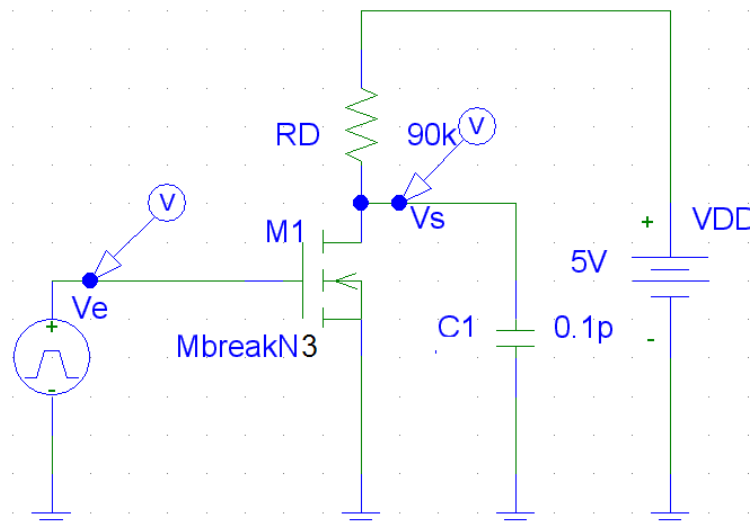 RD
90k
V
V
M1
Vs
+
VDD
5V
Ve
+
MbreakN3
C1
0.1p
-
-